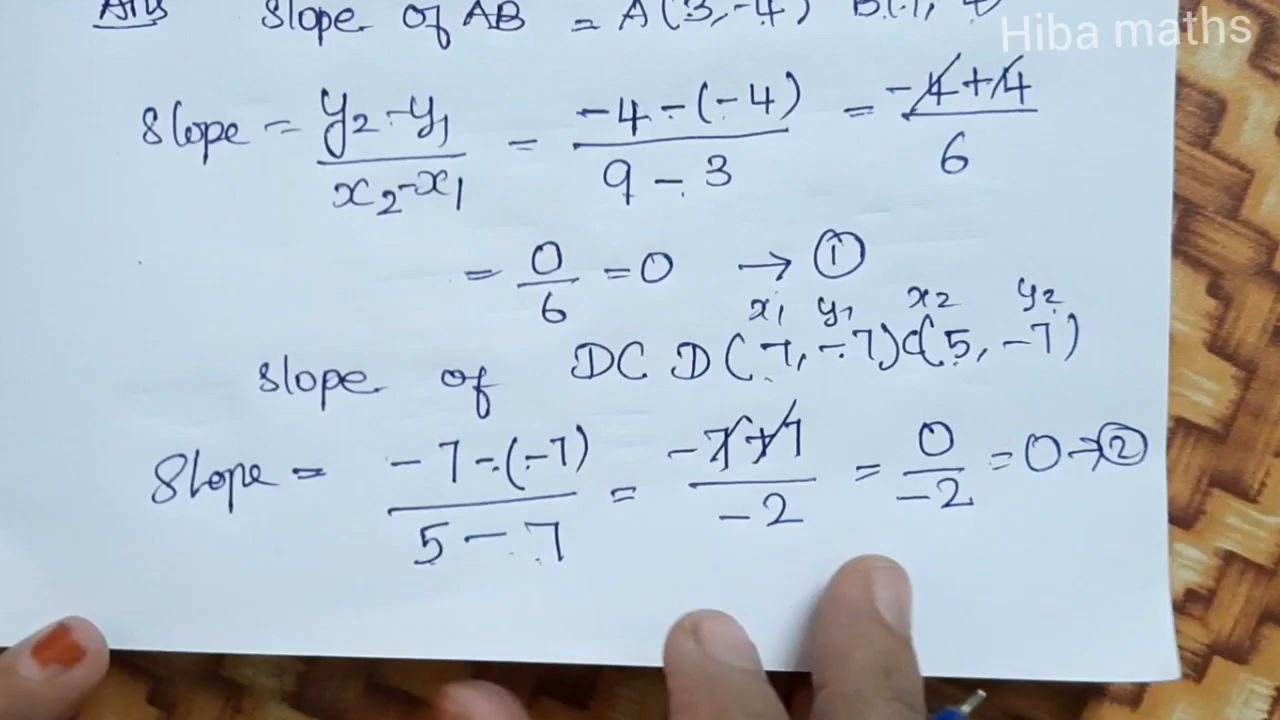 Ans Slope of AB = A(3,-4) B(
Hiba maths
Slope = y2-y1/x2-x1 = -4-(-4)/9-3 = -4+4/6
= 0/6 = 0 → ①
x1 y1 x2 y2
Slope of DC D(7,-7) C(5,-7)
Slope = -7-(-7)/5-7 = -7+7/-2 = 0/-2 = 0 → ②